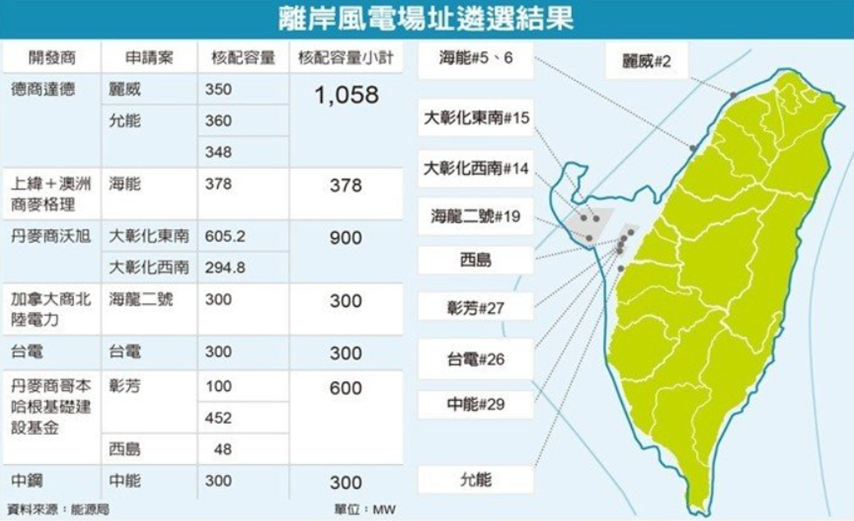 離岸風電場址遴選結果
開發商 申請案 核配容量 核配容量小計
德商達德 麗威 350 1,058
允能 360
348
上緯＋澳洲 海能 378 378
商麥格理
丹麥商沃旭 大彰化東南 605.2 900
大彰化西南 294.8
加拿大商北 海龍二號 300 300
陸電力
台電 台電 300 300
丹麥商哥本 彰芳 100 600
哈根基礎建 452
設基金 西島 48
中鋼 中能 300 300
資料來源：能源局 單位：MW
海能#5、6
麗威#2
大彰化東南#15
大彰化西南#14
海龍二號#19
西島
彰芳#27
台電#26
中能#29
允能